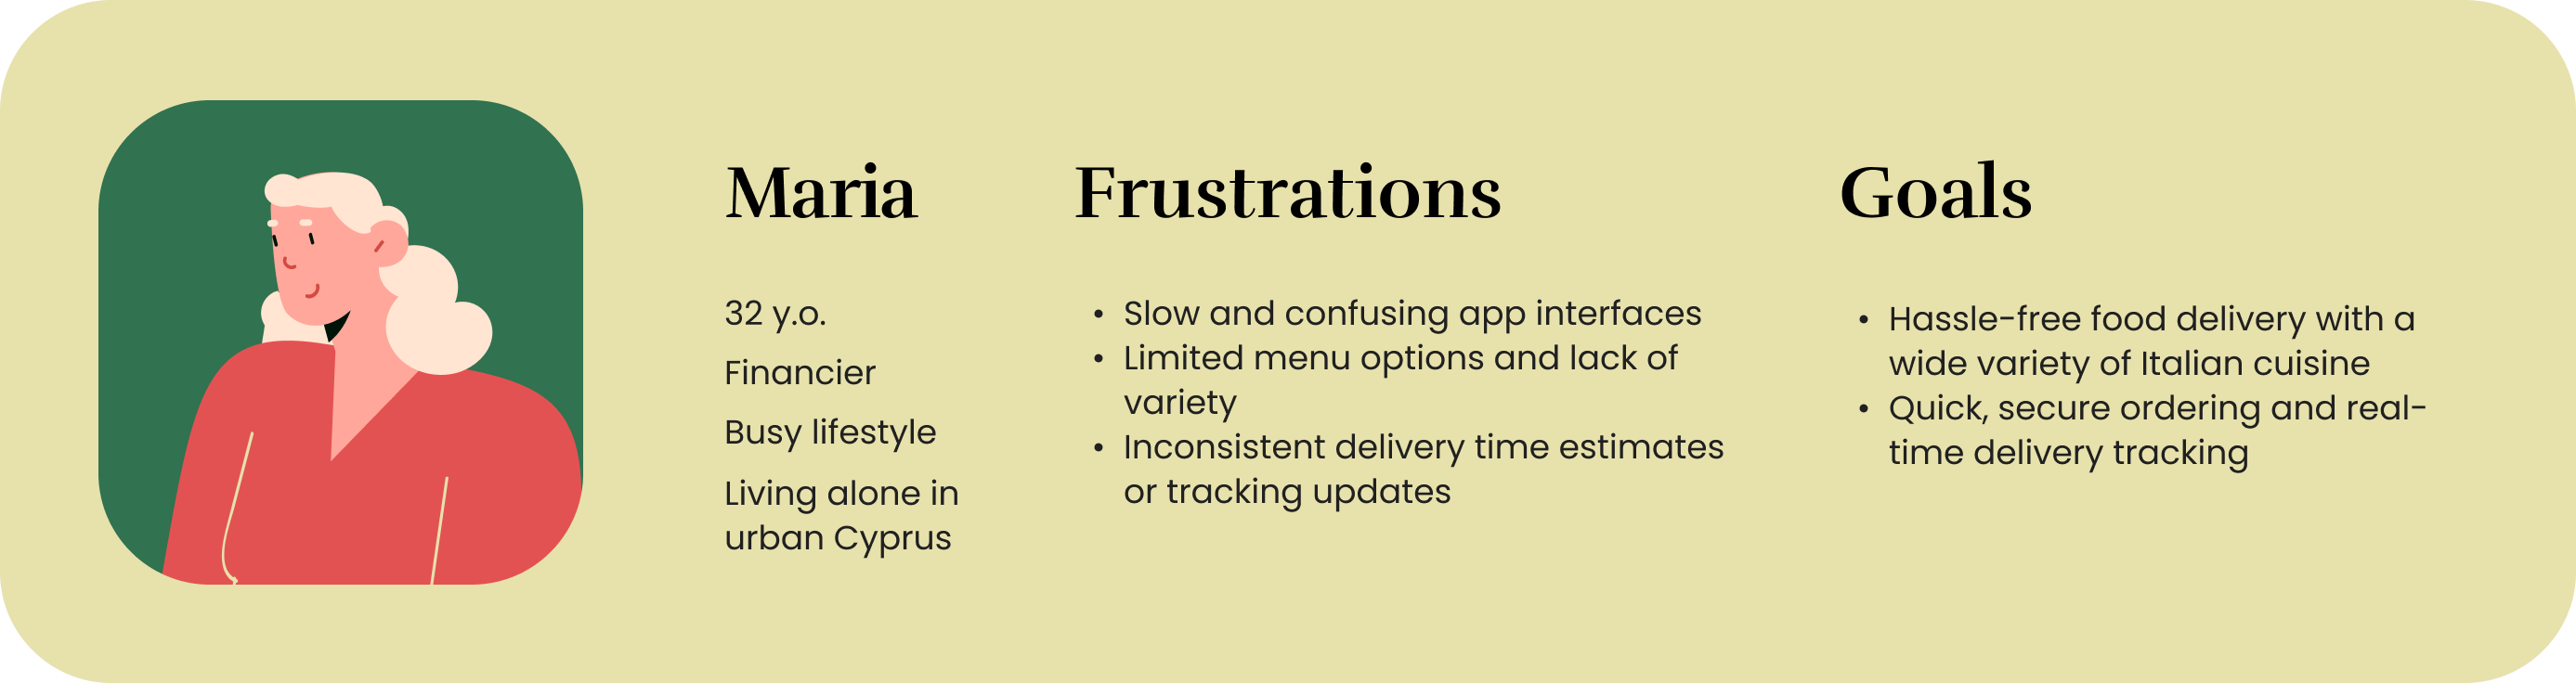 Maria
32 y.o.
Financier
Busy lifestyle
Living alone in
urban Cyprus
Frustrations
• Slow and confusing app interfaces
• Limited menu options and lack of
variety
• Inconsistent delivery time estimates
or tracking updates
Goals
• Hassle-free food delivery with a
wide variety of Italian cuisine
• Quick, secure ordering and real-
time delivery tracking